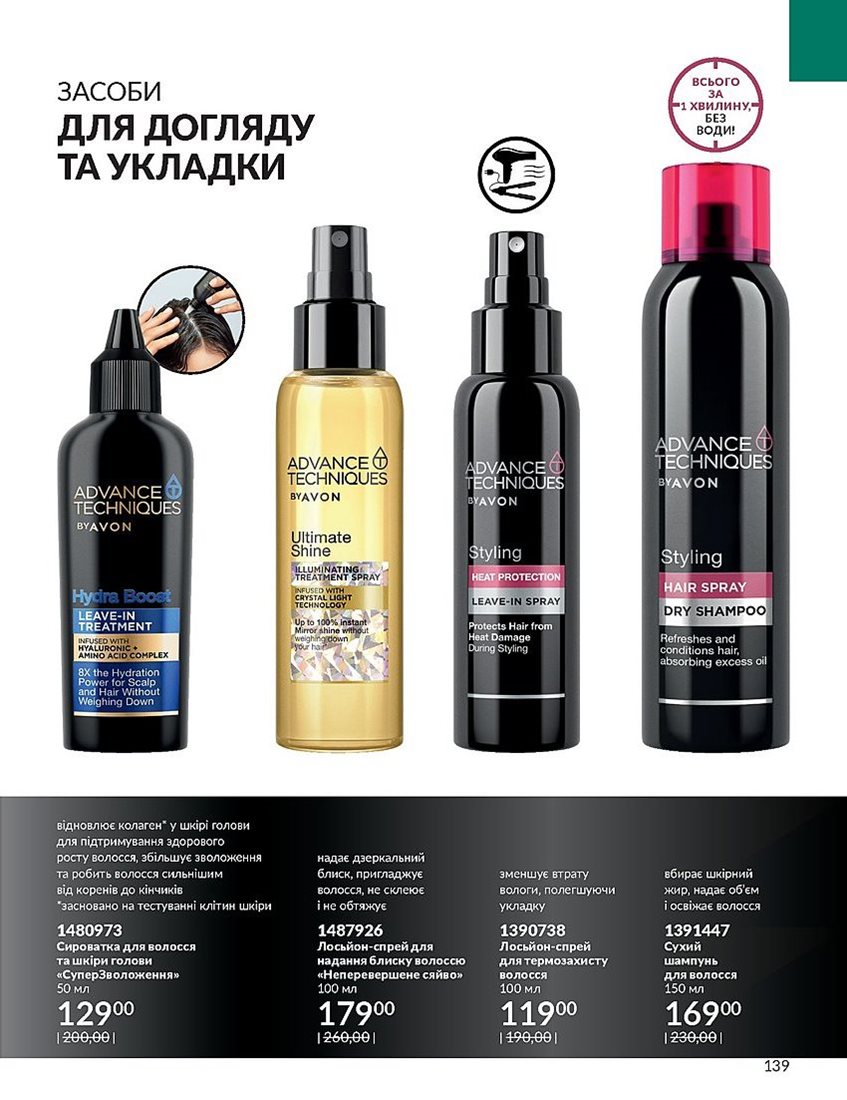 ЗАСОБИ
ДЛЯ ДОГЛЯДУ
ТА УКЛАДКИ
ВСЬОГО
ЗА
1 ХВИЛИНУ,
БЕЗ
ВОДИ!
ADVANCE
TECHNIQUES
BY AVON
Hydra Boost
LEAVE-IN
TREATMENT
INFUSED WITH
HYALURONIC +
AMINO ACID COMPLEX
8X the Hydration
Power for Scalp
and Hair Without
Weighing Down
ADVANCE T
TECHNIQUES
BY AVON
Ultimate
Shine
ILLUMINATING
TREATMENT SPRAY
INFUSED WITH
CRYSTAL LIGHT
TECHNOLOGY
Up to 100% instant
Mirror shine without
weighing down
your hair
ADVANCE T
TECHNIQUES
BY AVON
Styling
HEAT PROTECTION
LEAVE-IN SPRAY
Protects Hair from
Heat Damage
During Styling
ADVANCE T
TECHNIQUES
BY AVON
Styling
HAIR SPRAY
DRY SHAMPOO
Refreshes and
conditions hair,
absorbing excess oil
відновлює колаген* у шкірі голови
для підтримування здорового
росту волосся, збільшує зволоження
та робить волосся сильнішим
від коренів до кінчиків
*засновано на тестуванні клітин шкіри
1480973
Сироватка для волосся
та шкіри голови
«СуперЗволоження»
50 мл
12900
| 200,00 |
надає дзеркальний
блиск, пригладжує
волосся, не склеює
і не обтяжує
1487926
Лосьйон-спрей для
надання блиску волоссю
«Неперевершене сяйво»
100 мл
17900
| 260,00 |
зменшує втрату
вологи, полегшуючи
укладку
1390738
Лосьйон-спрей
для термозахисту
волосся
100 мл
11900
| 190,00 |
вбирає шкірний
жир, надає об'єм
і освіжає волосся
1391447
Сухий
шампунь
для волосся
150 мл
16900
| 230,00 |
139